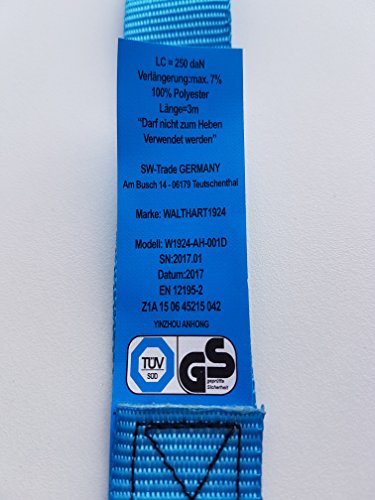 LC = 250 daN
Verlängerung:max. 7%
100% Polyester
Länge=3m
"Darf nicht zum Heben
Verwendet werden"
SW-Trade GERMANY
Am Busch 14 - 06179 Teutschenthal
Marke: WALTHART1924
Modell: W1924-AH-001D
SN:2017.01
Datum:2017
EN 12195-2
Z1A 15 06 45215 042
YINZHOU ANHONG
TÜV
SÜD
GS
geprüfte
Sicherheit